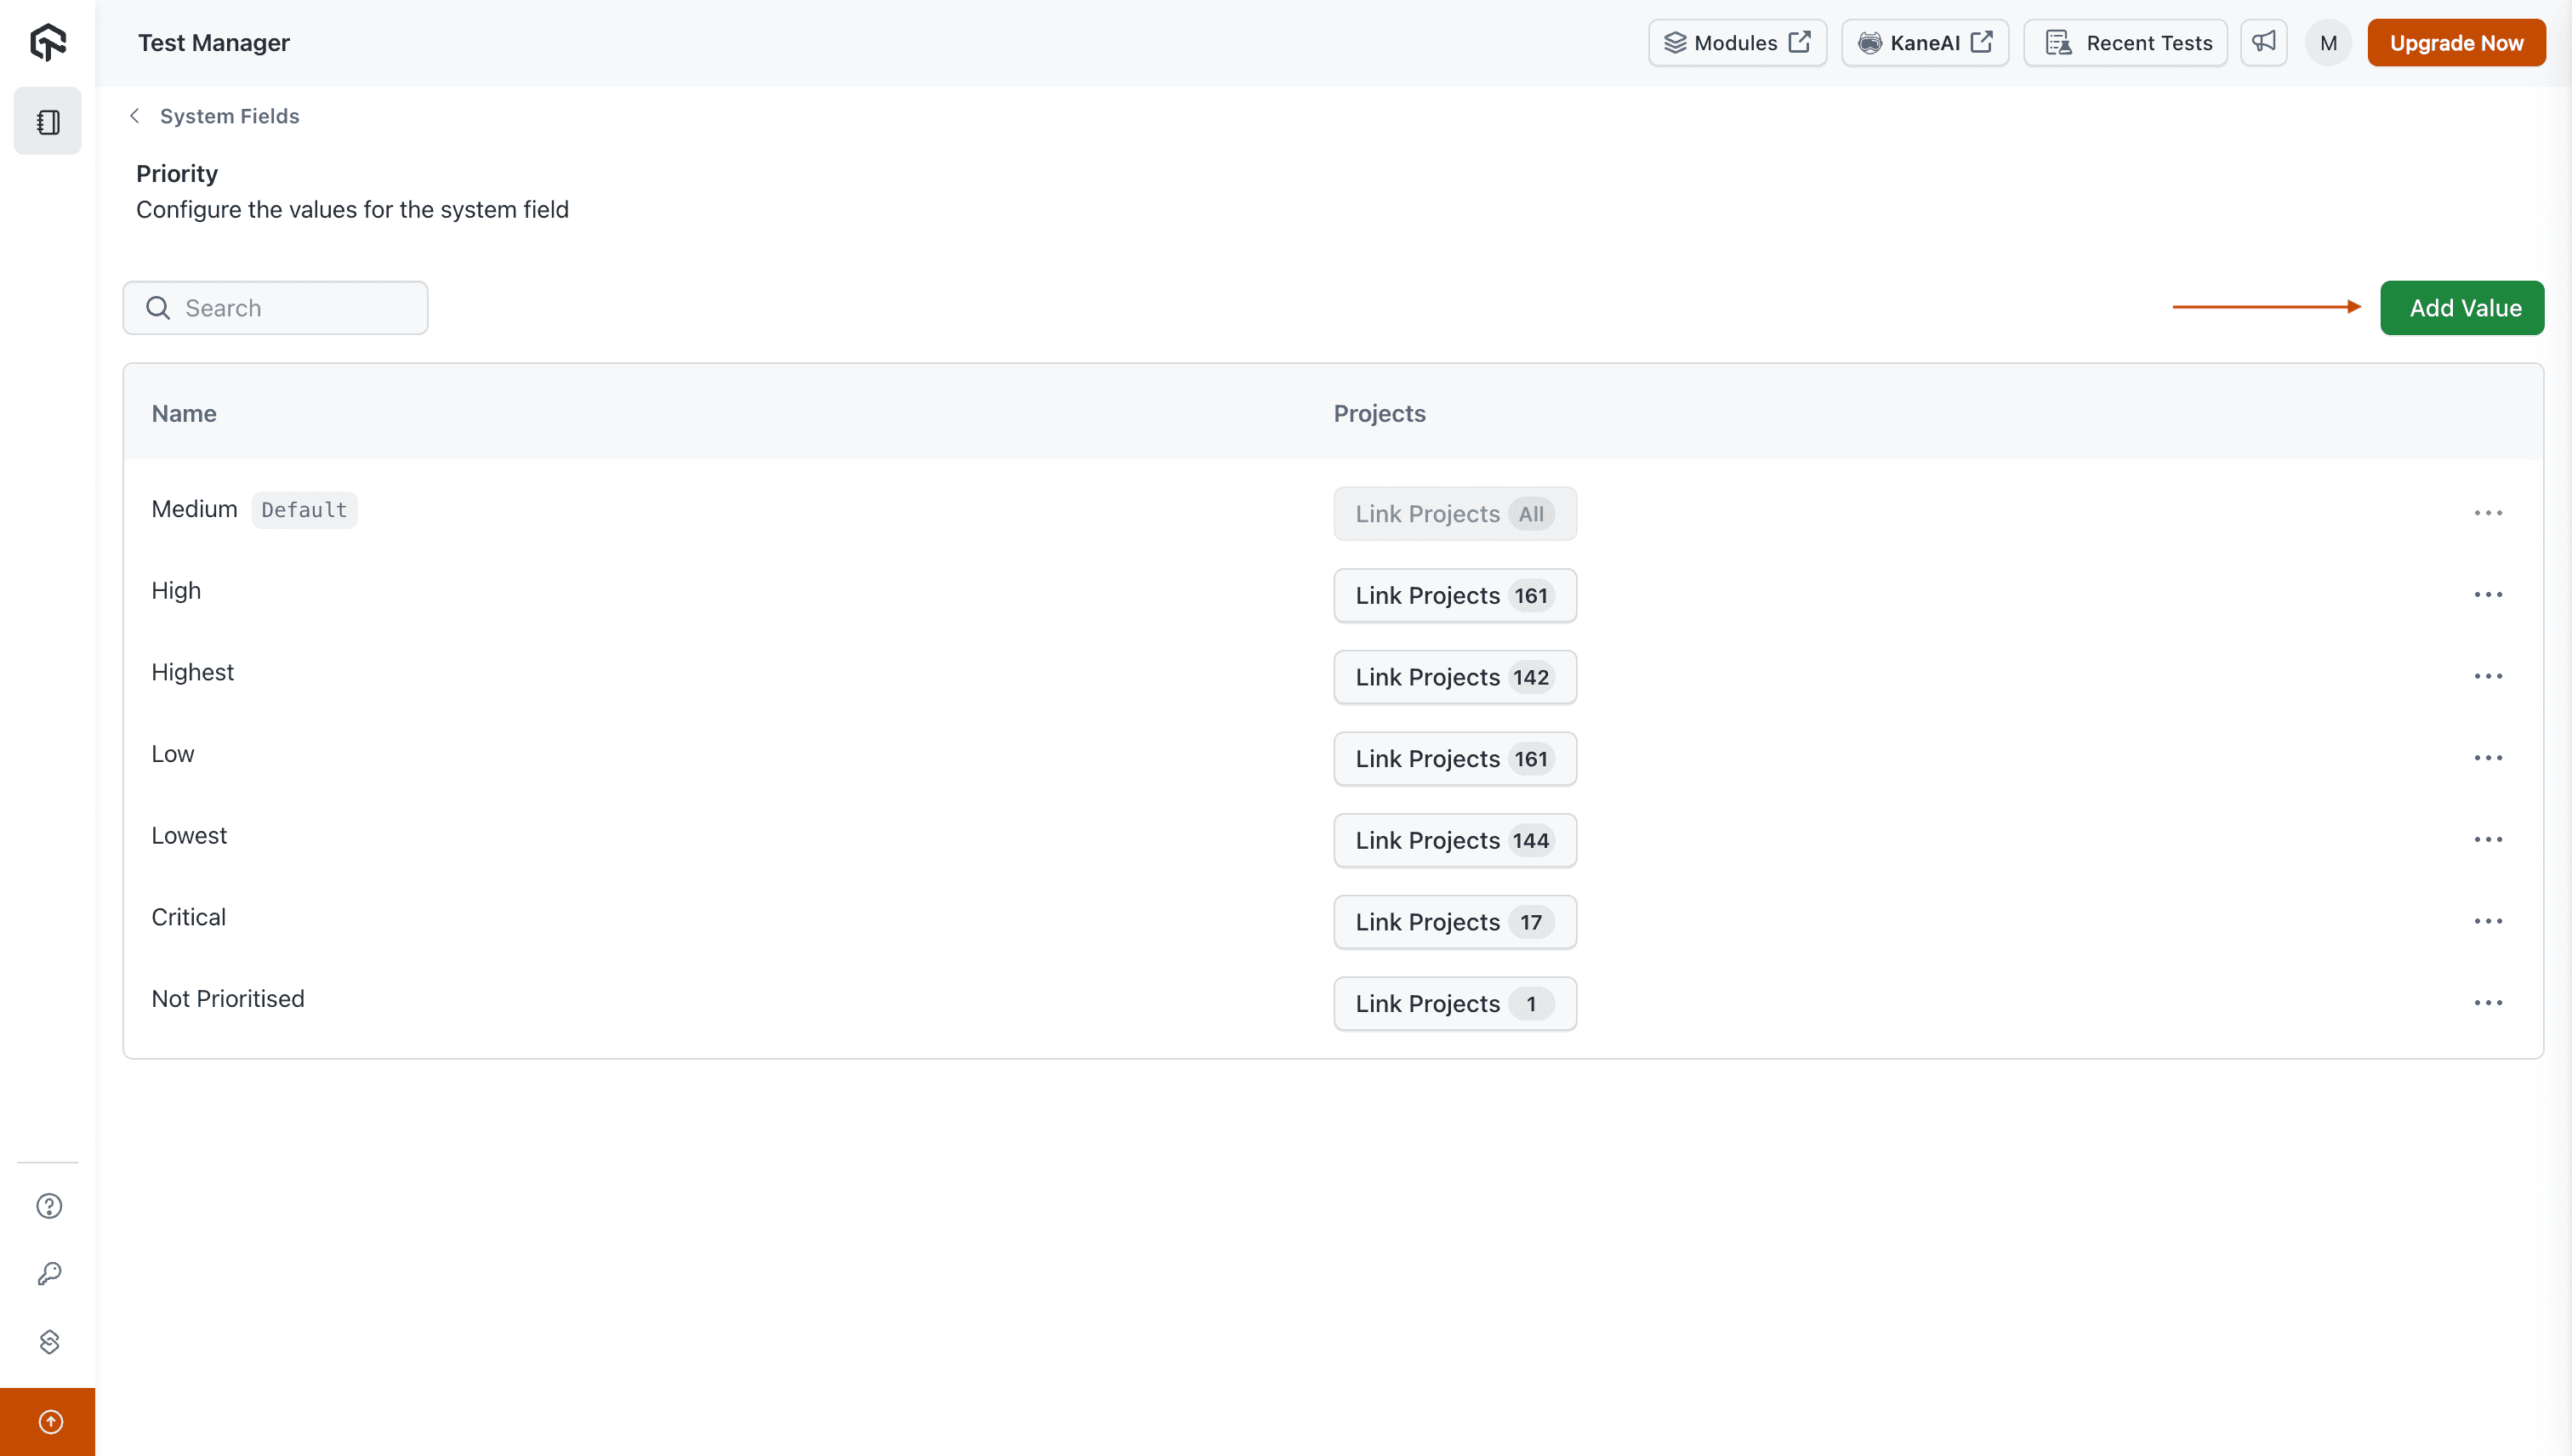 Test Manager
Modules
KaneAI
Recent Tests
M
Upgrade Now
System Fields
Priority
Configure the values for the system field
Search
Add Value
Name Projects
Medium Default Link Projects All
High Link Projects 161
Highest Link Projects 142
Low Link Projects 161
Lowest Link Projects 144
Critical Link Projects 17
Not Prioritised Link Projects 1